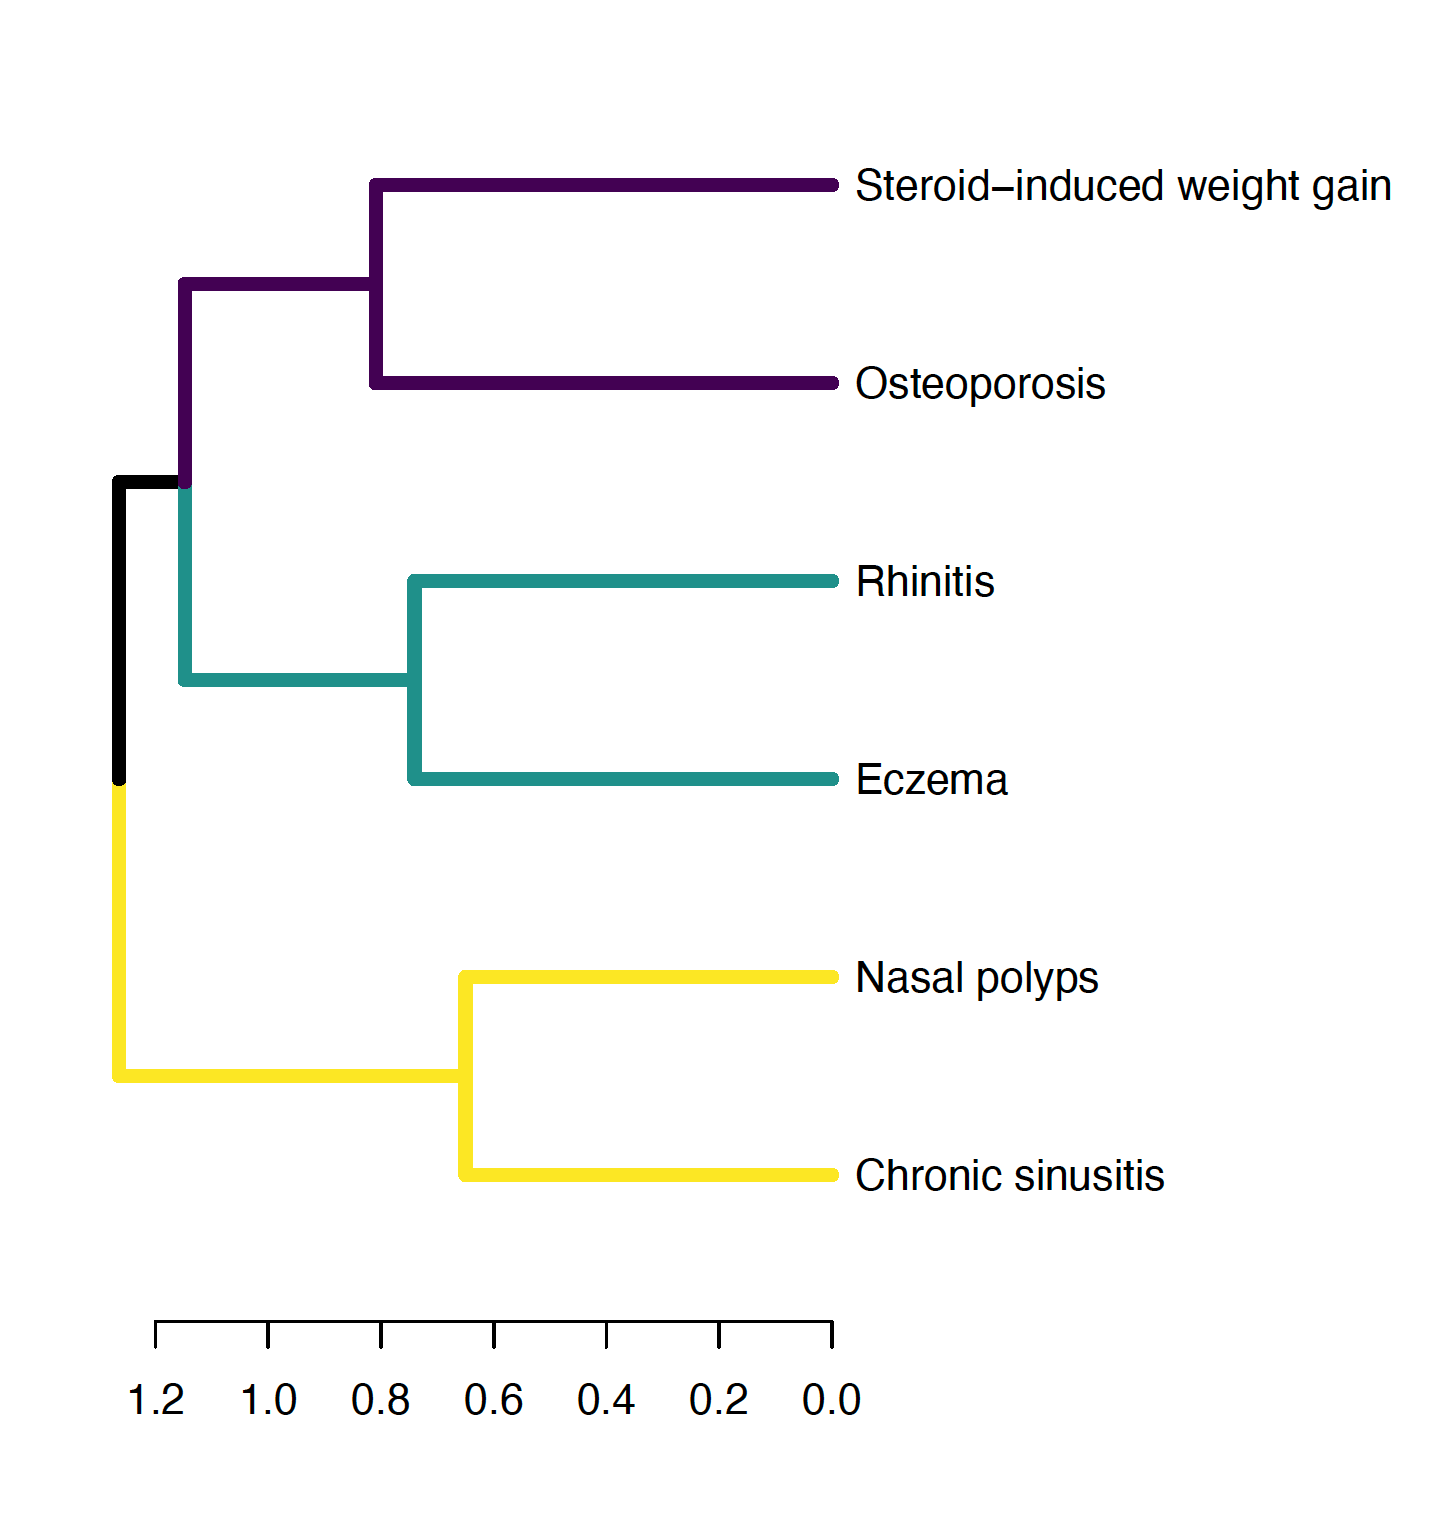 Steroid−induced weight gain
Osteoporosis
Rhinitis
Eczema
Nasal polyps
Chronic sinusitis
1.2 1.0 0.8 0.6 0.4 0.2 0.0